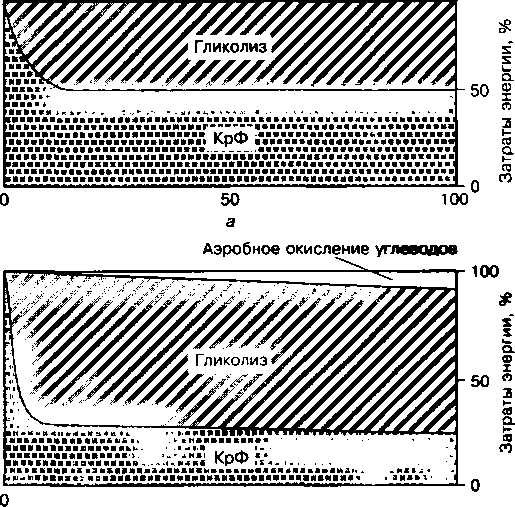 Гликолиз
50
КрФ
0
Затраты энергии, %
0 50 100
а
Аэробное окисление углеводов
100
Гликолиз
50
КрФ
0
Затраты энергии, %
0